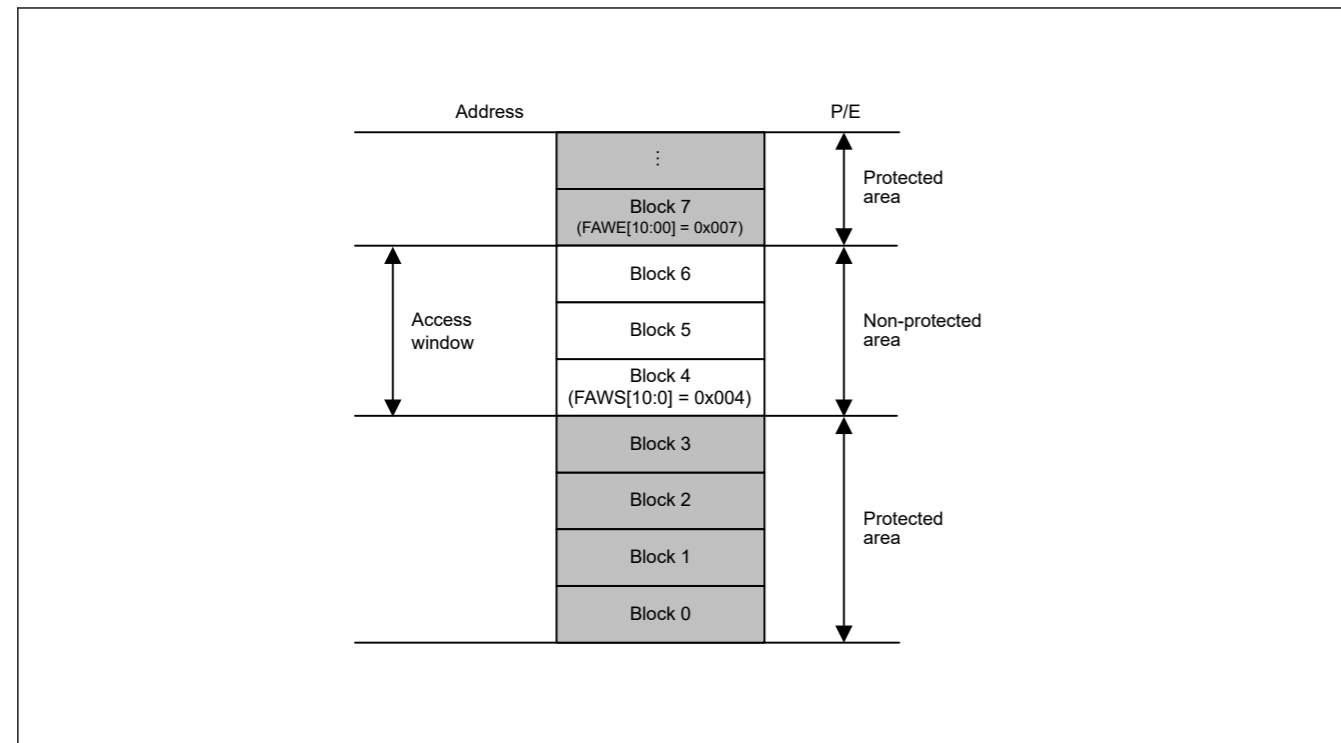 Address
P/E
⋮
Protected
area
Block 7
(FAWE[10:00] = 0x007)
Block 6
Access
window
Block 5
Non-protected
area
Block 4
(FAWS[10:0] = 0x004)
Block 3
Block 2
Protected
area
Block 1
Block 0